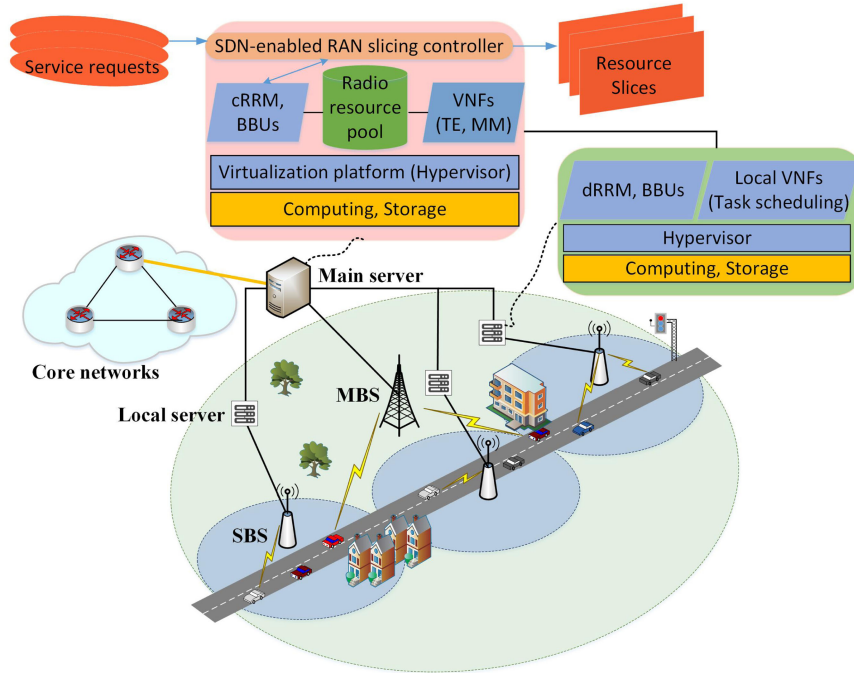 Service requests
SDN-enabled RAN slicing controller
Resource
Slices
cRRM,
BBUs
Radio
resource
pool
VNFs
(TE, MM)
Virtualization platform (Hypervisor)
Computing, Storage
dRRM, BBUs
Local VNFs
(Task scheduling)
Hypervisor
Computing, Storage
Main server
Core networks
Local server
MBS
SBS